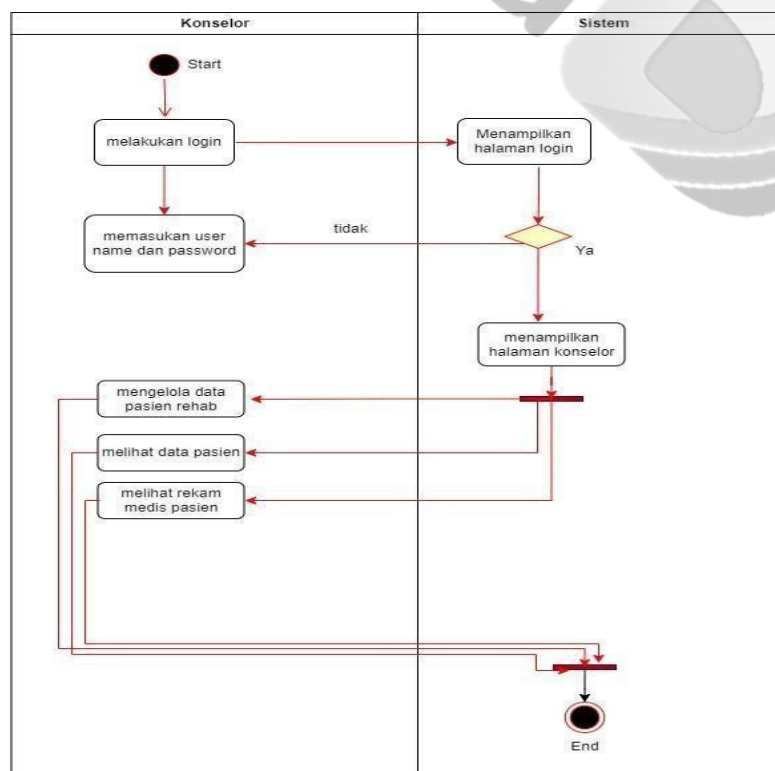 Konselor
Sistem
Start
melakukan login
Menampilkan
halaman login
memasukan user
name dan password
tidak
Ya
menampilkan
halaman konselor
mengelola data
pasien rehab
melihat data pasien
melihat rekam
medis pasien
End